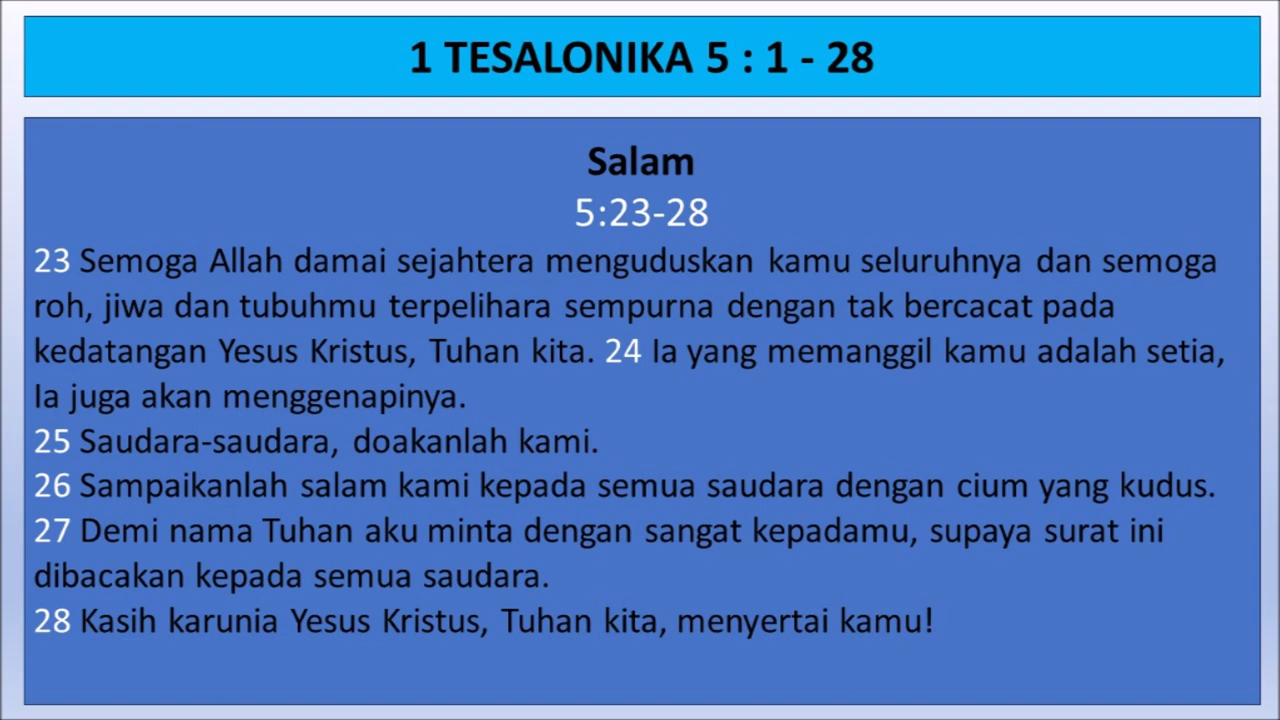 1 TESALONIKA 5 : 1 - 28
Salam
5:23-28
23 Semoga Allah damai sejahtera menguduskan kamu seluruhnya dan semoga
roh, jiwa dan tubuhmu terpelihara sempurna dengan tak bercacat pada
kedatangan Yesus Kristus, Tuhan kita. 24 Ia yang memanggil kamu adalah setia,
Ia juga akan menggenapinya.
25 Saudara-saudara, doakanlah kami.
26 Sampaikanlah salam kami kepada semua saudara dengan cium yang kudus.
27 Demi nama Tuhan aku minta dengan sangat kepadamu, supaya surat ini
dibacakan kepada semua saudara.
28 Kasih karunia Yesus Kristus, Tuhan kita, menyertai kamu!